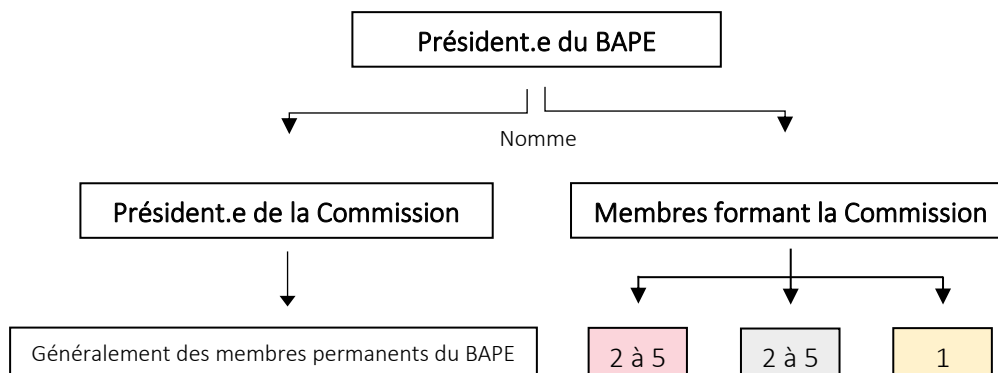 Président.e du BAPE
Nomme
Président.e de la Commission
Membres formant la Commission
Généralement des membres permanents du BAPE
2 à 5
2 à 5
1